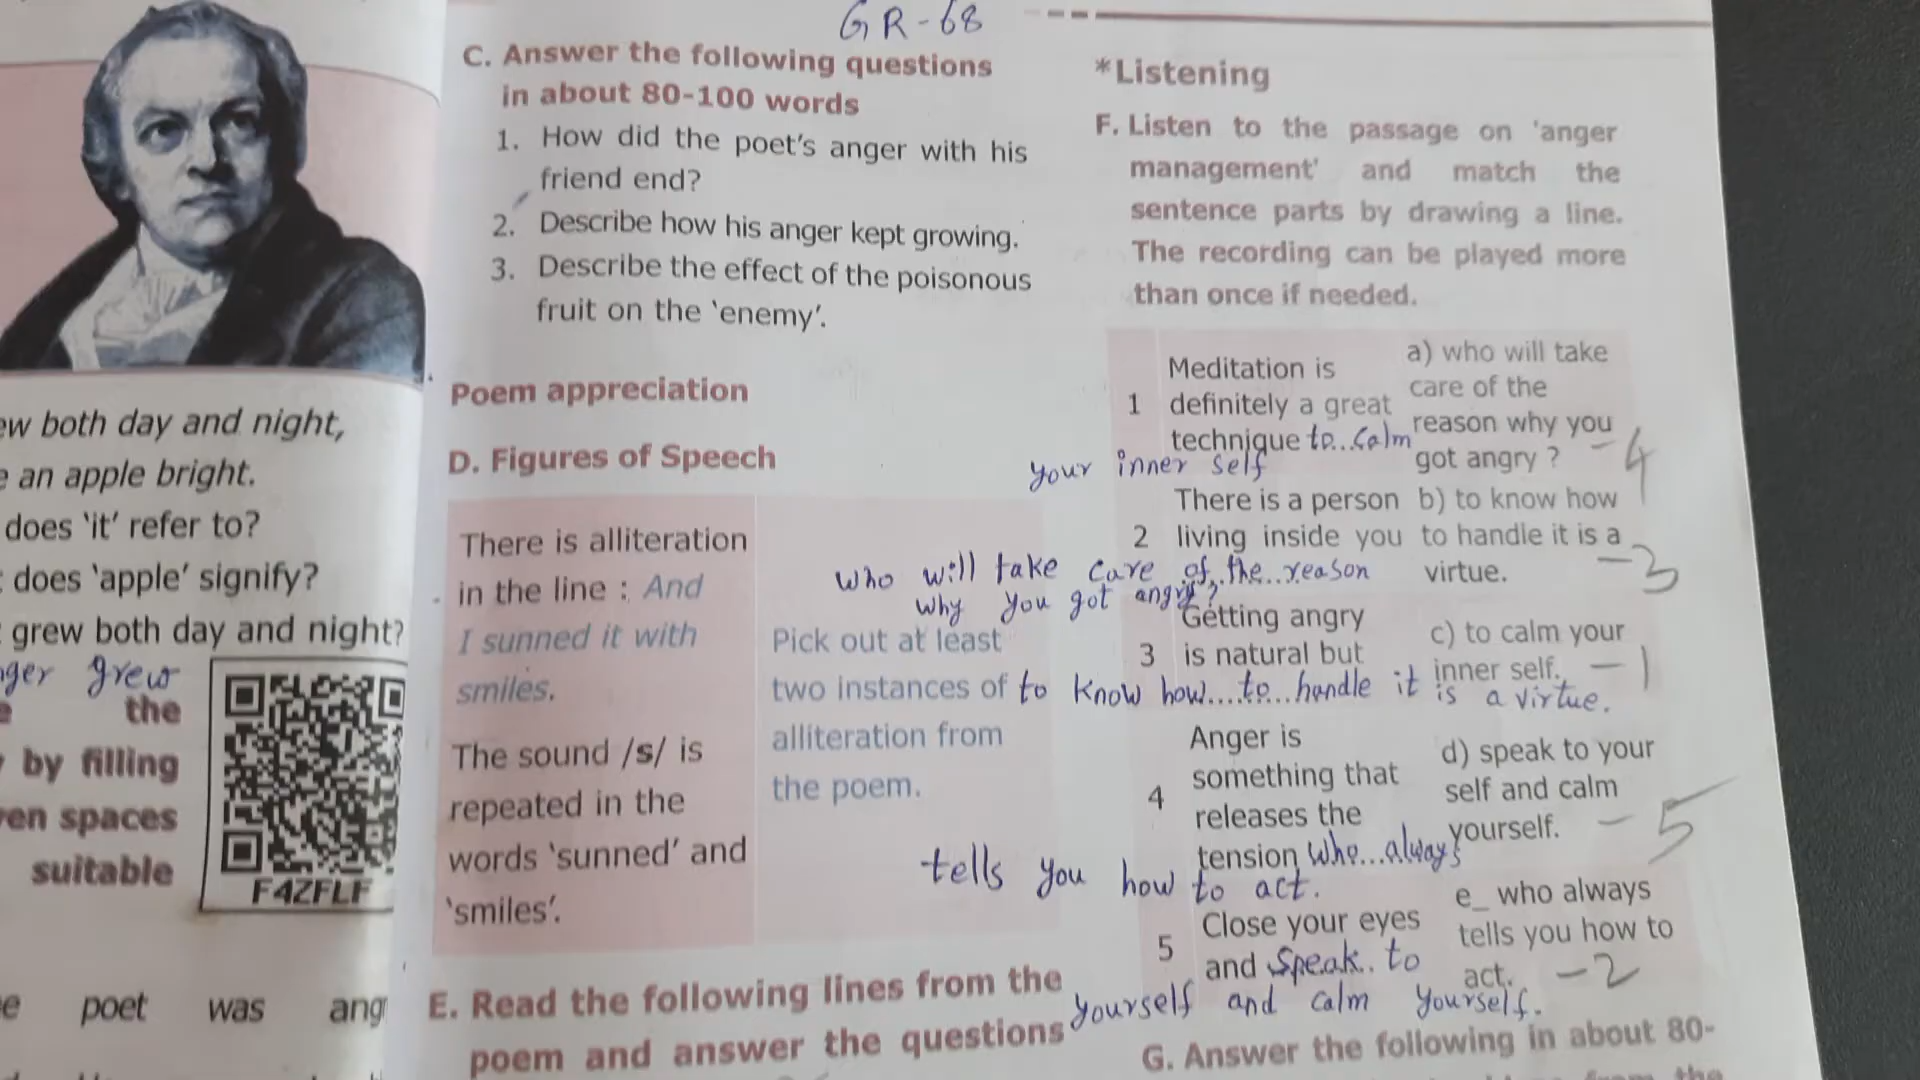 GR-68
ew both day and night,
e an apple bright.
does ‘it’ refer to?
does ‘apple’ signify?
grew both day and night?
ger grew
the
by filling
en spaces
suitable
F4ZFLF
e poet was ang
C. Answer the following questions
in about 80-100 words
1. How did the poet’s anger with his
friend end?
2. Describe how his anger kept growing.
3. Describe the effect of the poisonous
fruit on the ‘enemy’.
Poem appreciation
D. Figures of Speech
There is alliteration
in the line : And
I sunned it with
smiles.
The sound /s/ is
repeated in the
words ‘sunned’ and
‘smiles’.
Pick out at least
two instances of
alliteration from
the poem.
E. Read the following lines from the
poem and answer the questions
*Listening
F. Listen to the passage on 'anger
management' and match the
sentence parts by drawing a line.
The recording can be played more
than once if needed.
Meditation is
1 definitely a great
technique to...calm
your inner self
a) who will take
care of the
reason why you
got angry ? - 4
There is a person
2 living inside you
who will take care of the reason
why you got angry?
b) to know how
to handle it is a
virtue. - 3
Getting angry
3 is natural but
to know how....to...handle it is a virtue.
c) to calm your
inner self. - 1
Anger is
something that
4 releases the
tension who...always
tells you how to act.
d) speak to your
self and calm
yourself. - 5
Close your eyes
5 and speak.. to
yourself and calm yourself.
e_ who always
tells you how to
act. - 2
G. Answer the following in about 80-
the